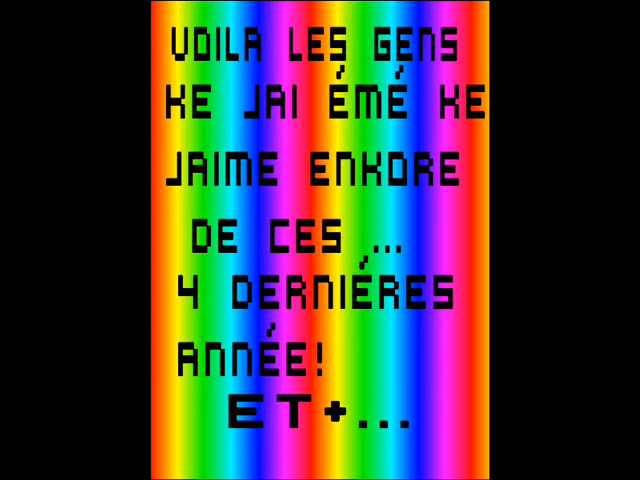 VOILA LES GENS
KE JAI ÉMÉ KE
JAIME ENKORE
DE CES ...
4 DERNIÉRES
ANNÉE!
ET+...